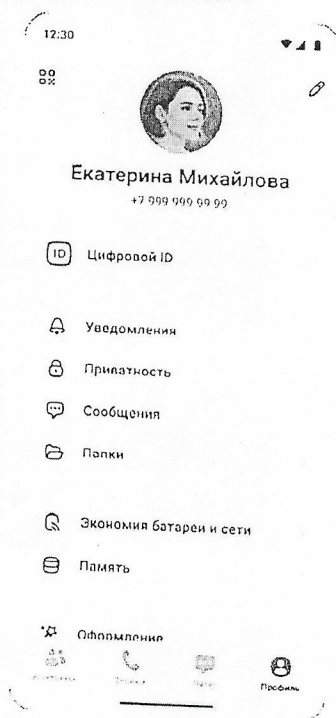 12:30
Екатерина Михайлова
+7 999 999 99 99
ID Цифровой ID
Уведомления
Приватность
Сообщения
Папки
Экономия батареи и сети
Память
Оформление
Профиль